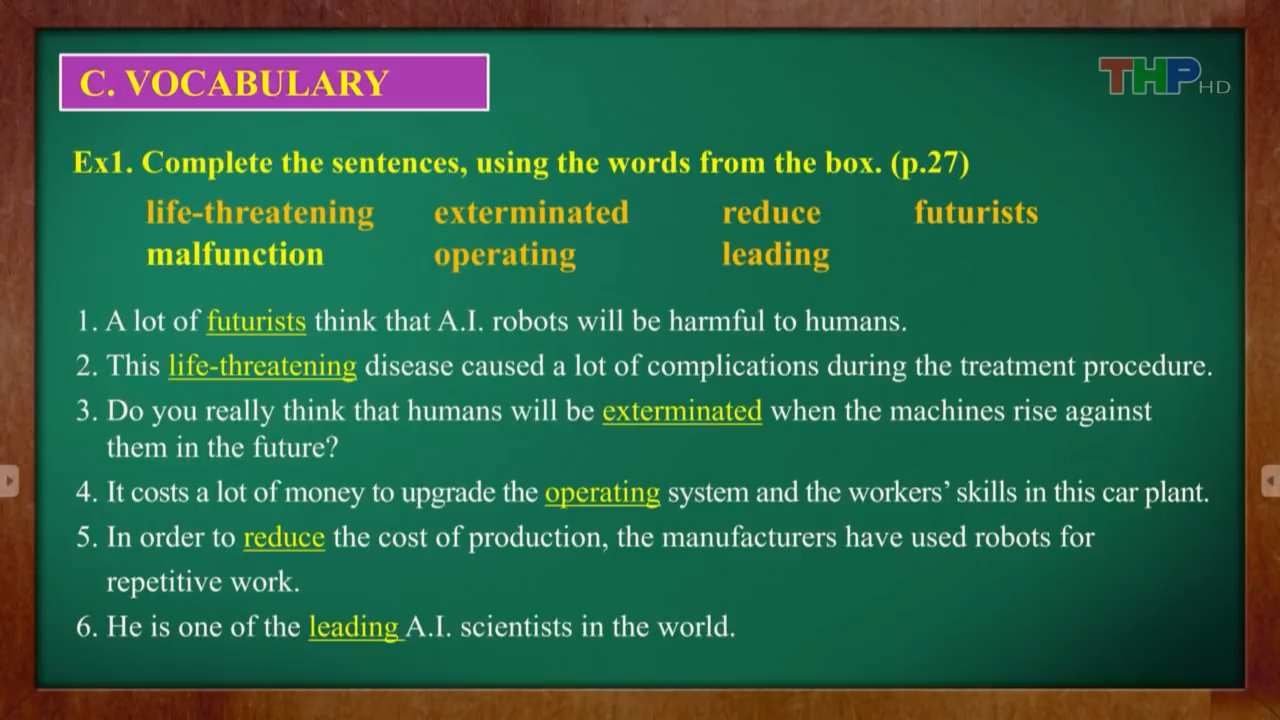 C. VOCABULARY
THP HD
Ex1. Complete the sentences, using the words from the box. (p.27)
life-threatening exterminated reduce futurists
malfunction operating leading
1. A lot of futurists think that A.I. robots will be harmful to humans.
2. This life-threatening disease caused a lot of complications during the treatment procedure.
3. Do you really think that humans will be exterminated when the machines rise against
them in the future?
4. It costs a lot of money to upgrade the operating system and the workers’ skills in this car plant.
5. In order to reduce the cost of production, the manufacturers have used robots for
repetitive work.
6. He is one of the leading A.I. scientists in the world.